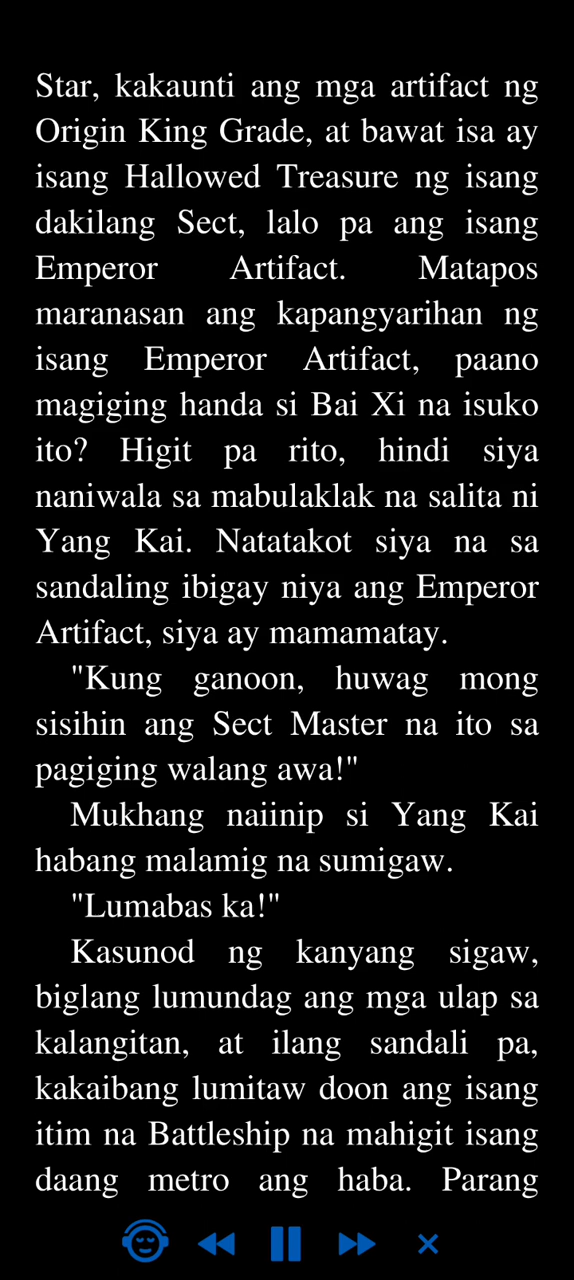 Star, kakaunti ang mga artifact ng
Origin King Grade, at bawat isa ay
isang Hallowed Treasure ng isang
dakilang Sect, lalo pa ang isang
Emperor Artifact. Matapos
maranasan ang kapangyarihan ng
isang Emperor Artifact, paano
magiging handa si Bai Xi na isuko
ito? Higit pa rito, hindi siya
naniwala sa mabulaklak na salita ni
Yang Kai. Natatakot siya na sa
sandaling ibigay niya ang Emperor
Artifact, siya ay mamamatay.
"Kung ganoon, huwag mong
sisihin ang Sect Master na ito sa
pagiging walang awa!"
Mukhang naiinip si Yang Kai
habang malamig na sumigaw.
"Lumabas ka!"
Kasunod ng kanyang sigaw,
biglang lumundag ang mga ulap sa
kalangitan, at ilang sandali pa,
kakaibang lumitaw doon ang isang
itim na Battleship na mahigit isang
daang metro ang haba. Parang